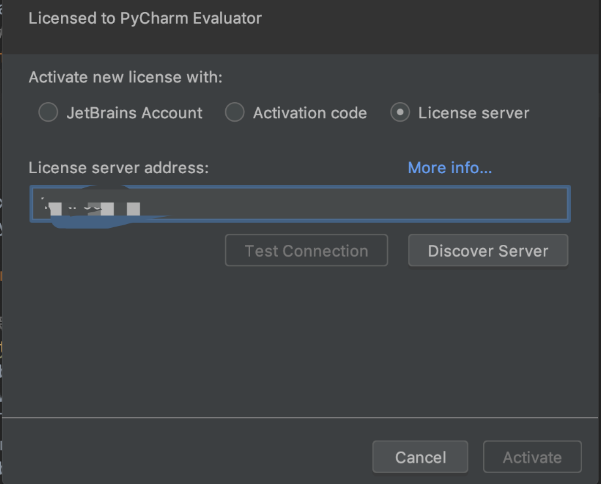 Licensed to PyCharm Evaluator
Activate new license with:
JetBrains Account Activation code License server
License server address: More info...
Test Connection Discover Server
Cancel Activate